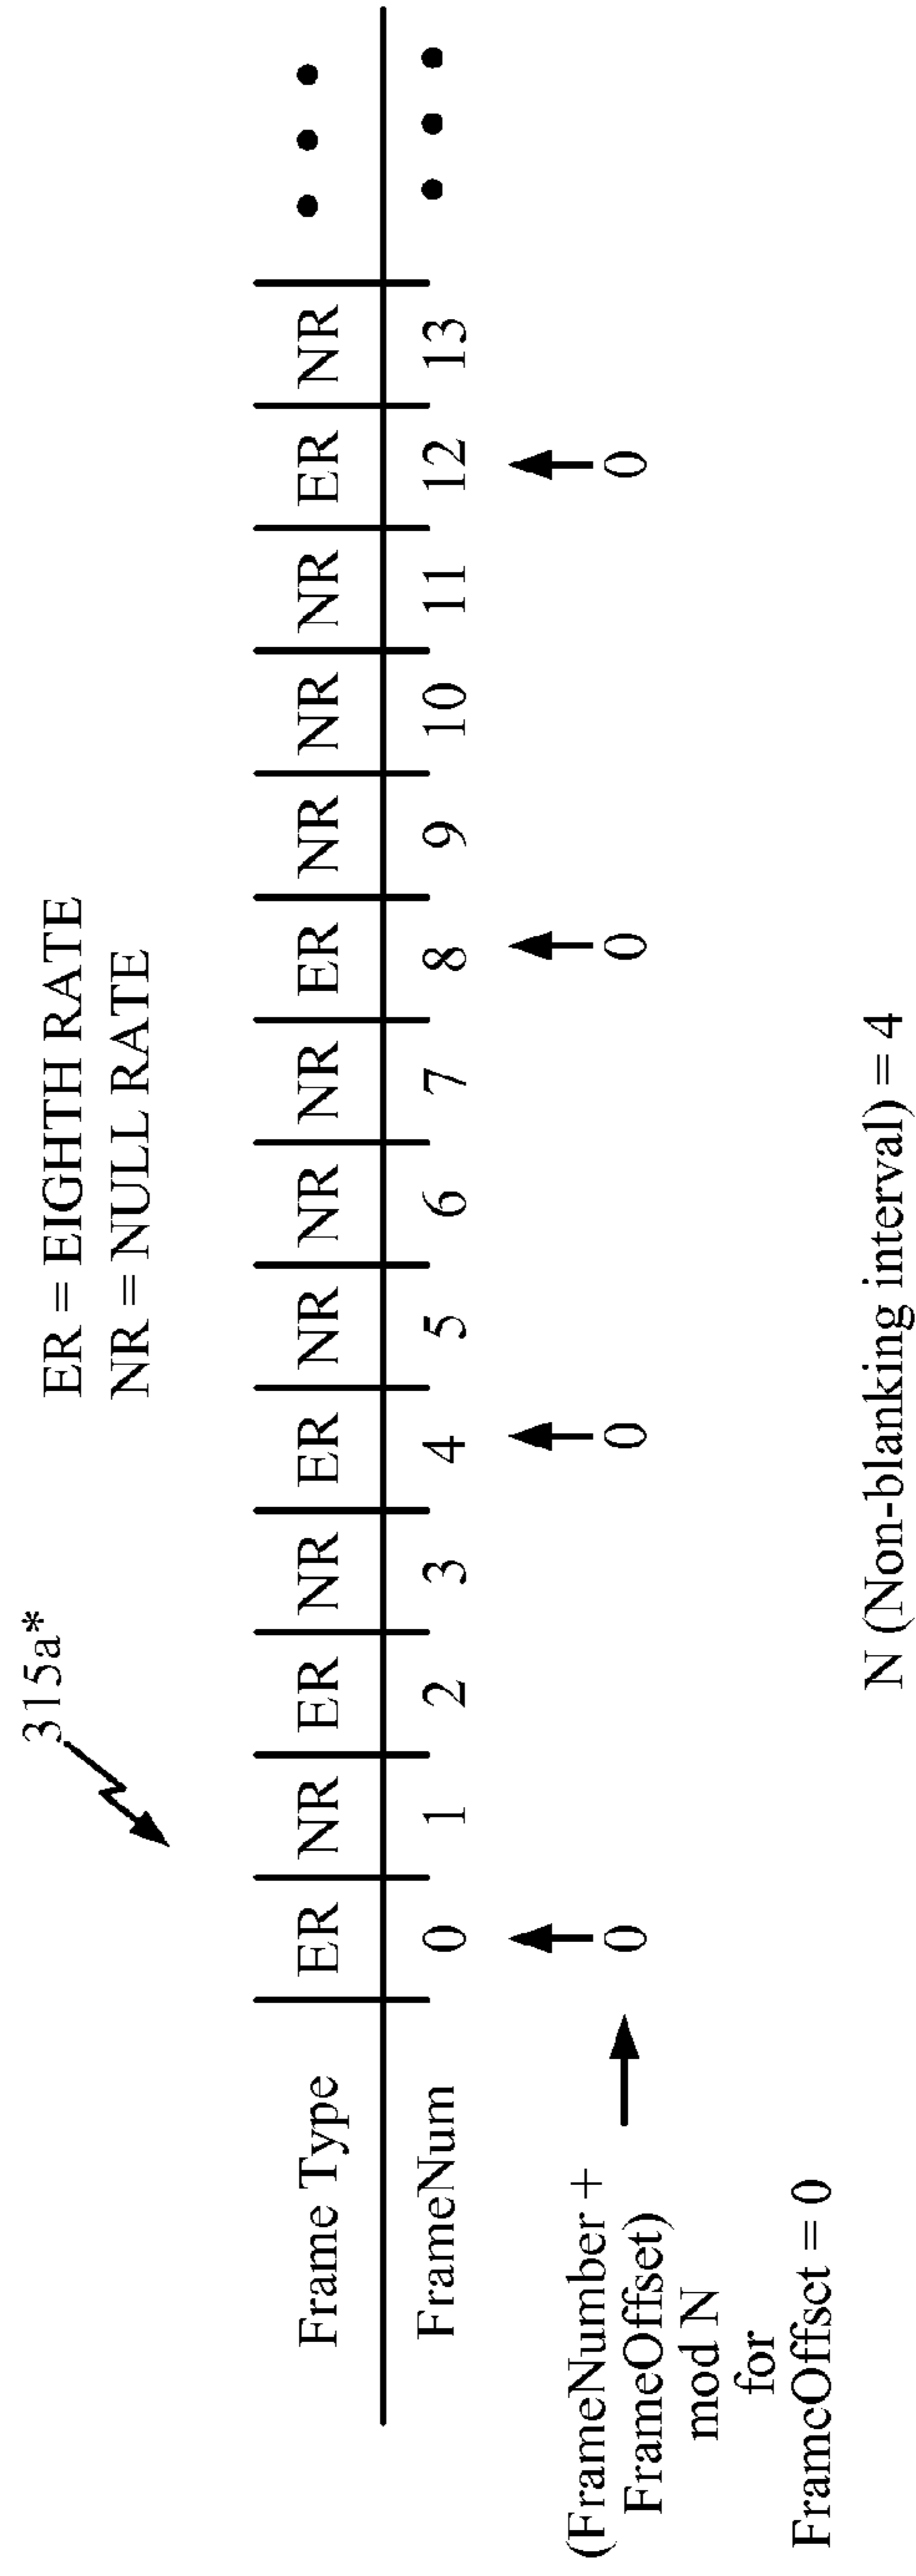 315a*
ER = EIGHTH RATE
NR = NULL RATE
Frame Type ER NR ER NR ER NR NR NR ER NR NR NR ER NR
FrameNum 0 1 2 3 4 5 6 7 8 9 10 11 12 13
(FrameNumber +
FrameOffset)
mod N
for
FrameOffset = 0
0 0 0 0
N (Non-blanking interval) = 4